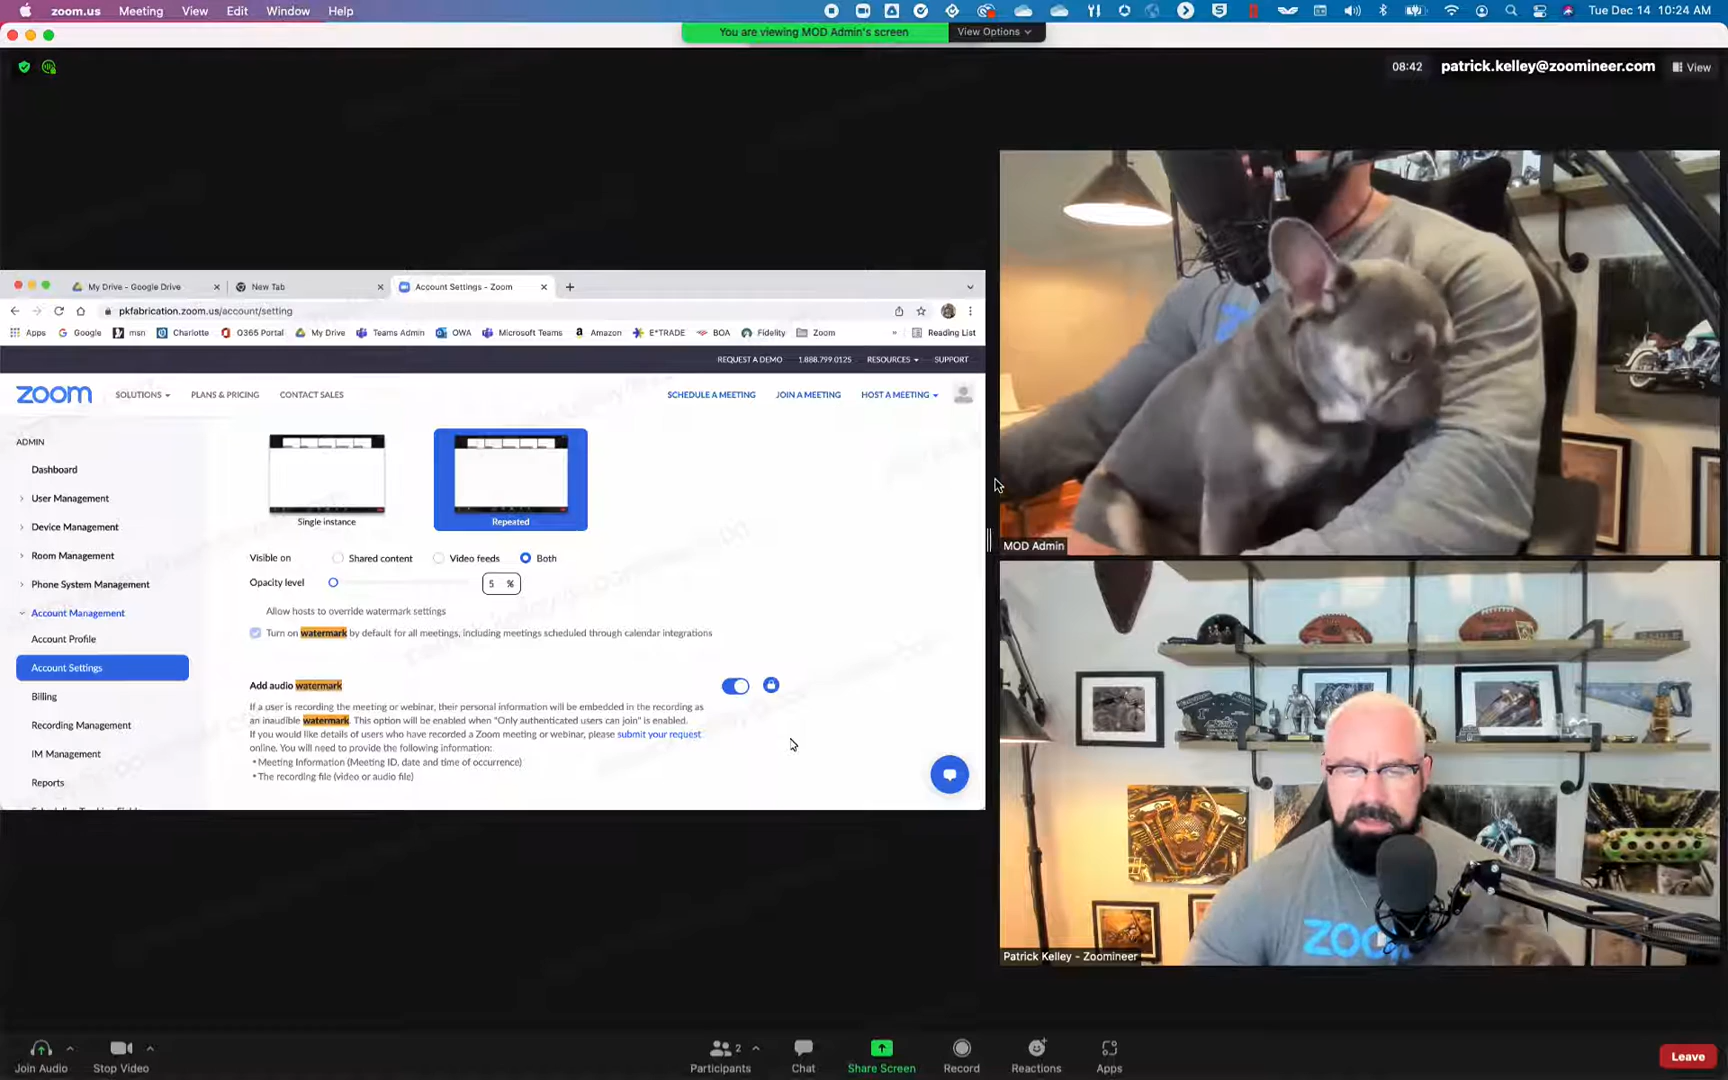 zoom.us Meeting View Edit Window Help
Tue Dec 14 10:24 AM
You are viewing MOD Admin's screen
View Options
08:42
patrick.kelley@zoomineer.com
View
My Drive - Google Drive
New Tab
Account Settings - Zoom
pkfabrication.zoom.us/account/setting
Apps Google msn Charlotte O365 Portal My Drive Teams Admin OWA Microsoft Teams Amazon E*TRADE BOA Fidelity Zoom » Reading List
REQUEST A DEMO 1.888.799.0125 RESOURCES SUPPORT
zoom SOLUTIONS PLANS & PRICING CONTACT SALES SCHEDULE A MEETING JOIN A MEETING HOST A MEETING
ADMIN
Dashboard
User Management
Device Management
Room Management
Phone System Management
Account Management
Account Profile
Account Settings
Billing
Recording Management
IM Management
Reports
Single instance
Repeated
Visible on Shared content Video feeds Both
Opacity level 5 %
Allow hosts to override watermark settings
Turn on watermark by default for all meetings, including meetings scheduled through calendar integrations
Add audio watermark
If a user is recording the meeting or webinar, their personal information will be embedded in the recording as
an inaudible watermark. This option will be enabled when "Only authenticated users can join" is enabled.
If you would like details of users who have recorded a Zoom meeting or webinar, please submit your request
online. You will need to provide the following information:
• Meeting Information (Meeting ID, date and time of occurrence)
• The recording file (video or audio file)
MOD Admin
Patrick Kelley - Zoomineer
Join Audio
Stop Video
2
Participants
Chat
Share Screen
Record
Reactions
Apps
Leave